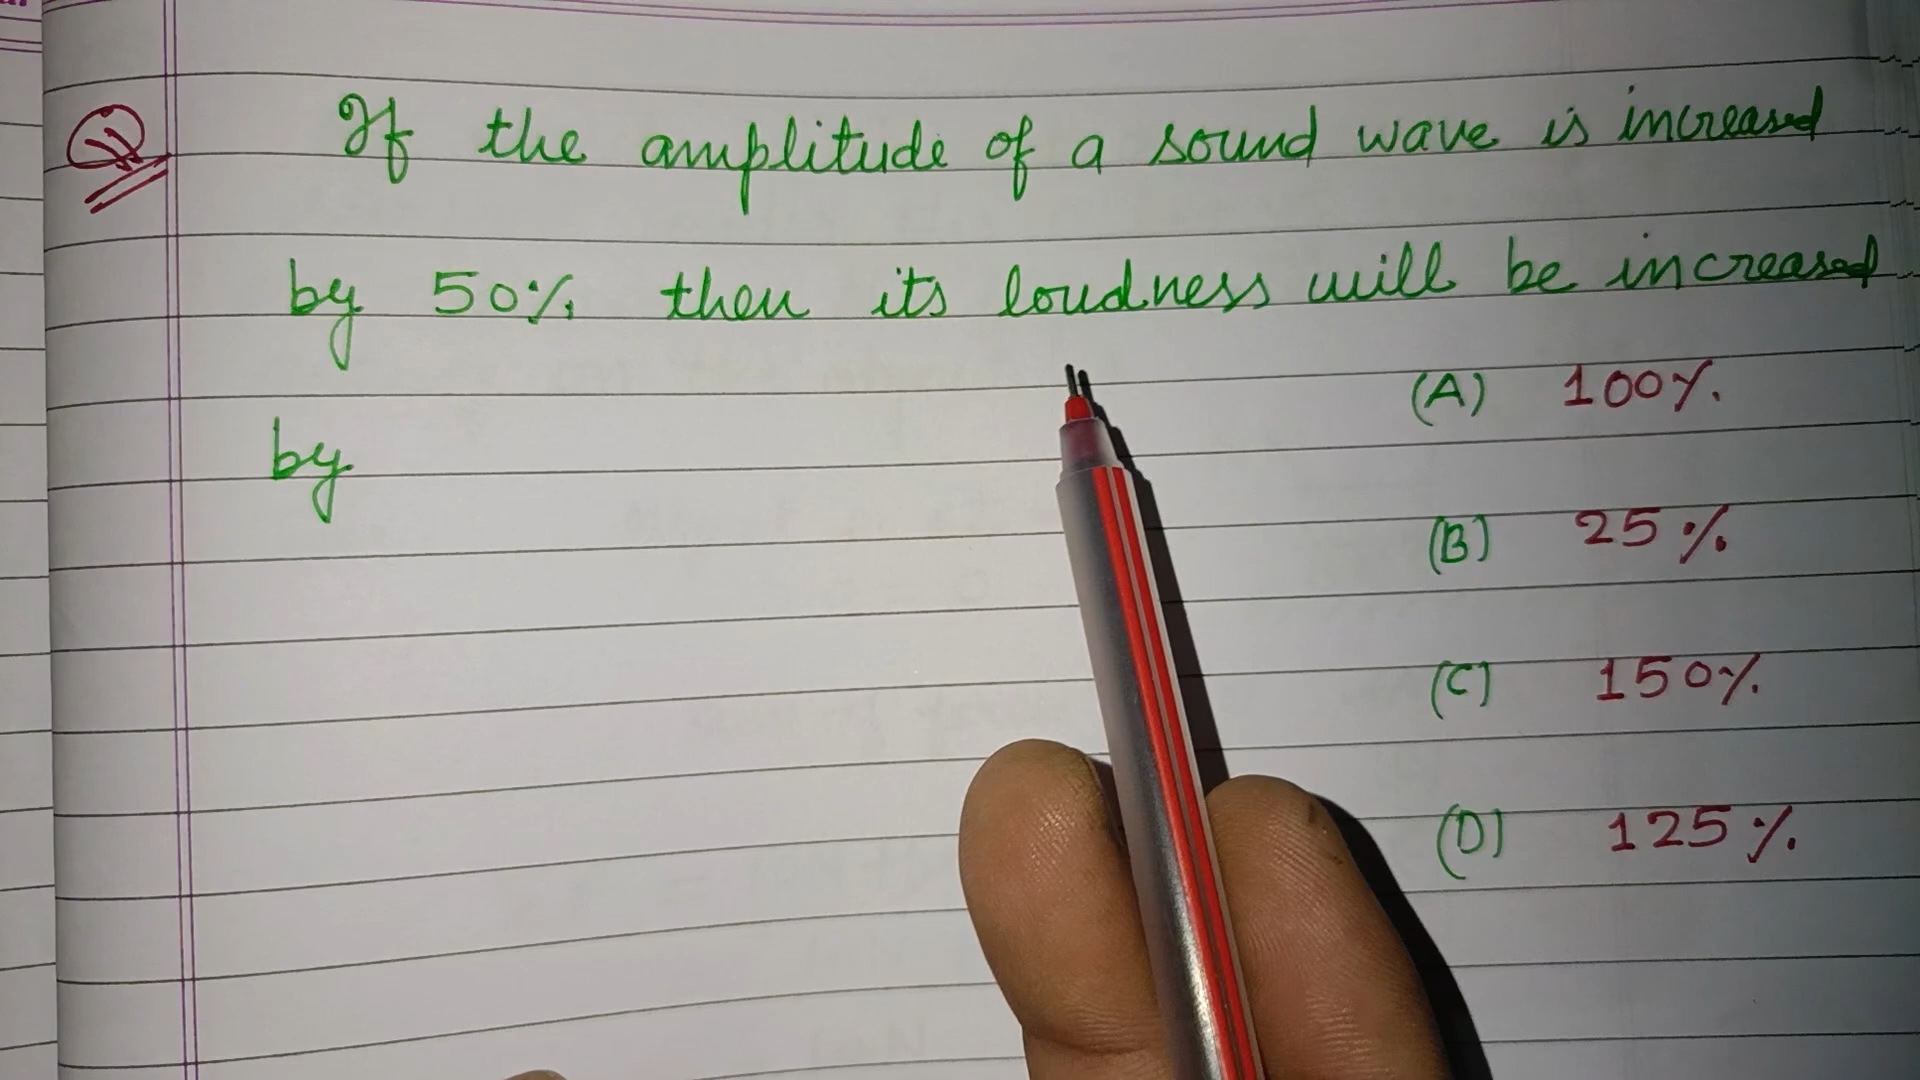 Q If the amplitude of a sound wave is increased
by 50% then its loudness will be increased
by
(A) 100%
(B) 25%
(C) 150%
(D) 125%